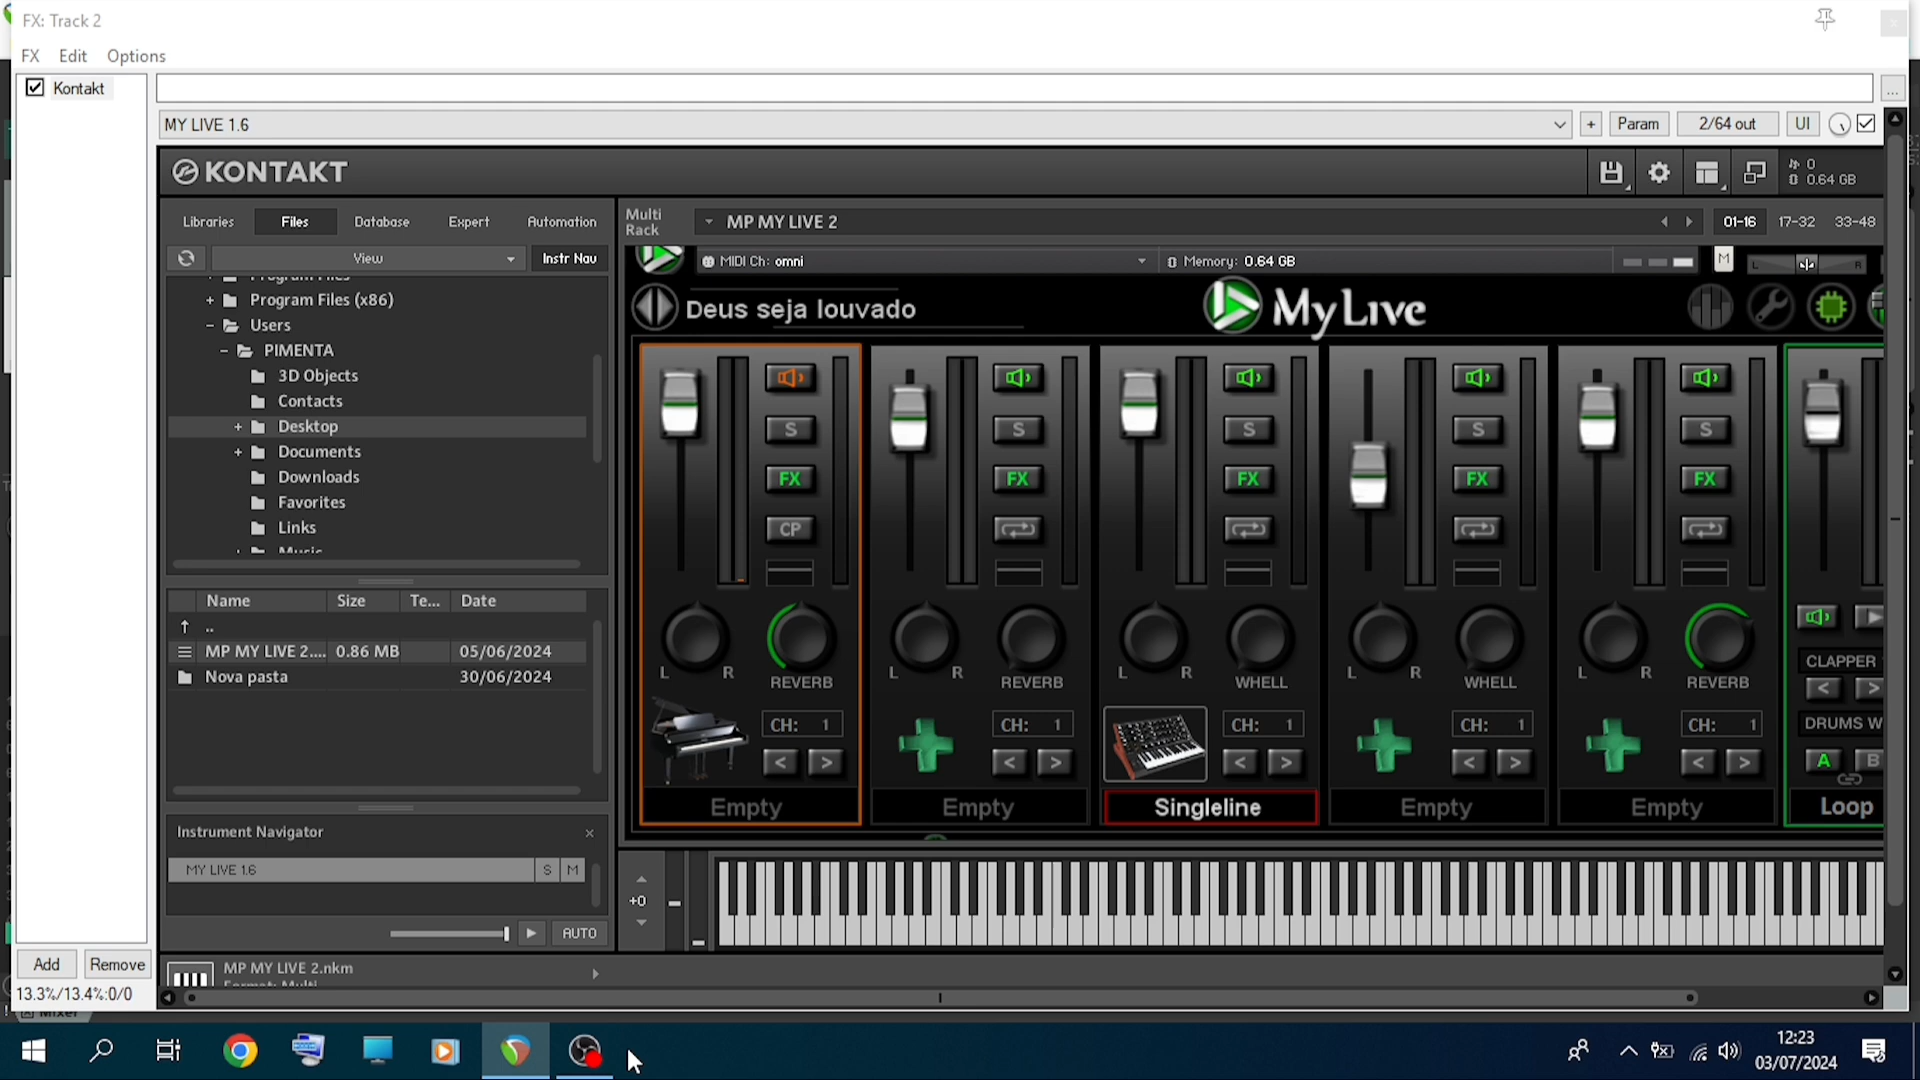 FX: Track 2
FX Edit Options
Kontakt
...
MY LIVE 1.6
+ Param 2/64 out UI
KONTAKT
0
0.64 GB
Libraries Files Database Expert Automation
Multi Rack
MP MY LIVE 2
01-16 17-32 33-48
View
Instr Nav
MIDI Ch: omni
Memory: 0.64 GB
M
L R
Program Files
+ Program Files (x86)
- Users
- PIMENTA
3D Objects
Contacts
+ Desktop
+ Documents
Downloads
Favorites
Links
Music
Deus seja louvado
My Live
S S S S S
FX FX FX FX FX
CP
L R REVERB L R REVERB L R WHELL L R WHELL L R REVERB
CLAPPER
< >
DRUMS W
A B
CH: 1 CH: 1 CH: 1 CH: 1 CH: 1
< > < > < > < > < >
Empty Empty Singleline Empty Empty Loop
Name Size Te... Date
..
MP MY LIVE 2.... 0.86 MB 05/06/2024
Nova pasta 30/06/2024
Instrument Navigator ×
MY LIVE 1.6 S M
AUTO
+0
MP MY LIVE 2.nkm
Format: Multi
Add Remove
13.3%/13.4%:0/0
Mixer
12:23
03/07/2024